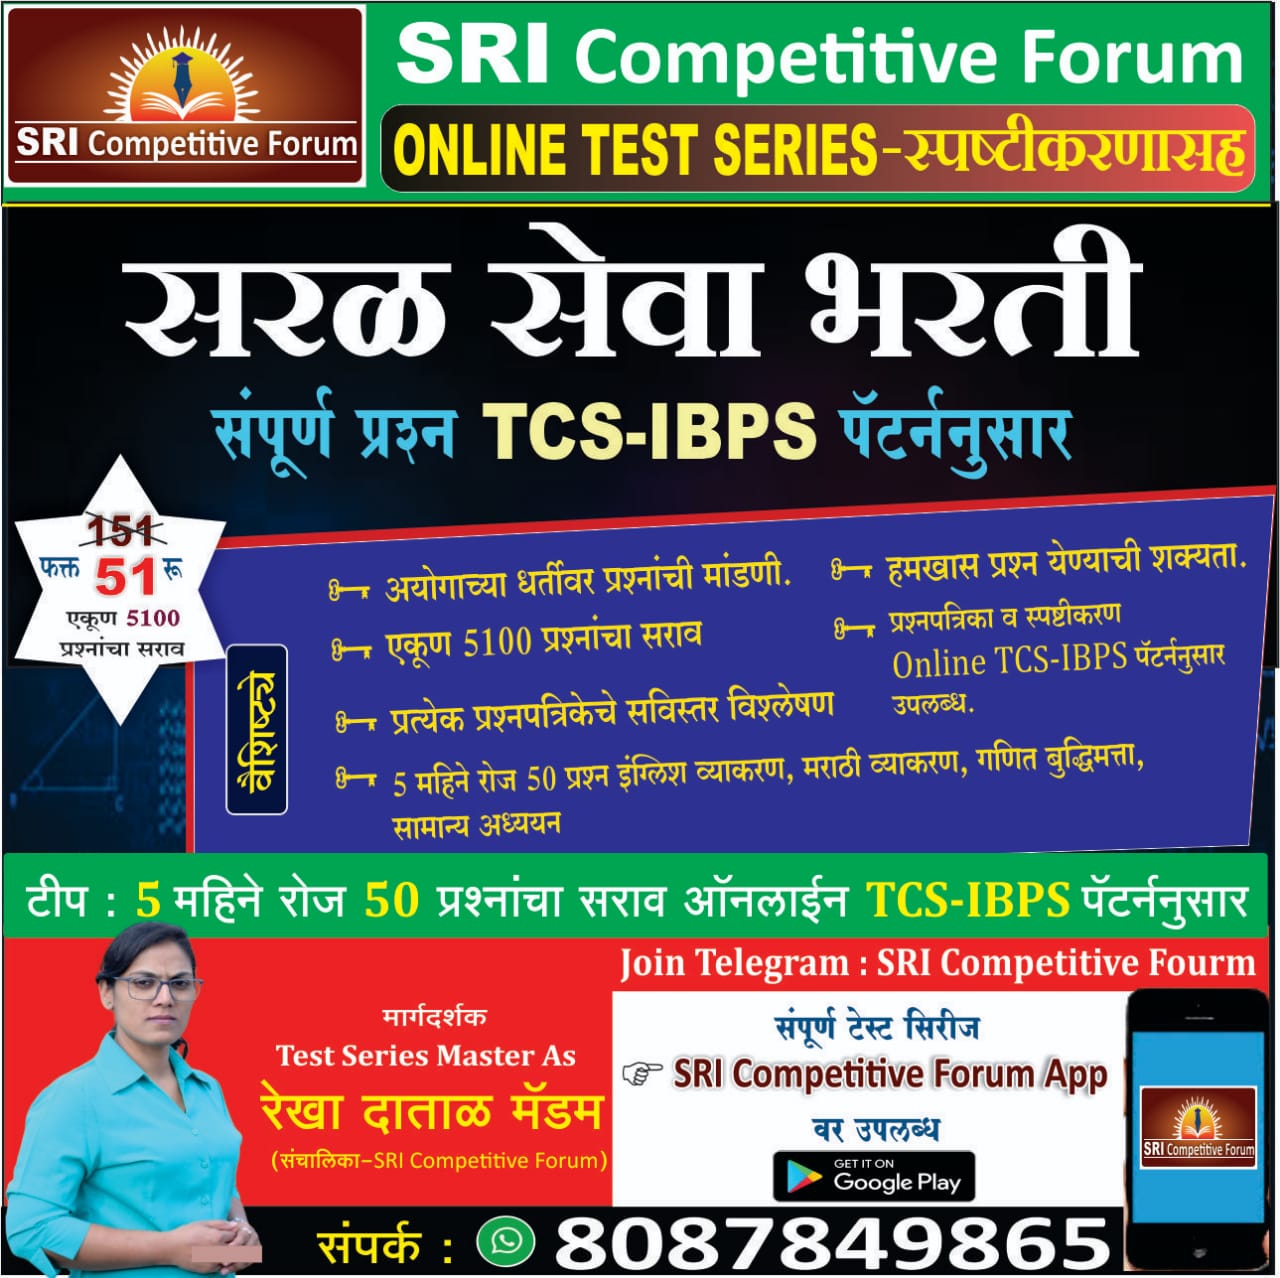 SRI Competitive Forum
SRI Competitive Forum
ONLINE TEST SERIES-स्पष्टीकरणासह
सरळ सेवा भरती
संपूर्ण प्रश्न TCS-IBPS पॅटर्ननुसार
151
फक्त 51 रू
एकूण 5100
प्रश्नांचा सराव
वैशिष्ट्ये
अयोगाच्या धर्तीवर प्रश्नांची मांडणी.
एकूण 5100 प्रश्नांचा सराव
प्रत्येक प्रश्नपत्रिकेचे सविस्तर विश्लेषण
5 महिने रोज 50 प्रश्न इंग्लिश व्याकरण, मराठी व्याकरण, गणित बुद्धिमत्ता,
सामान्य अध्ययन
हमखास प्रश्न येण्याची शक्यता.
प्रश्नपत्रिका व स्पष्टीकरण
Online TCS-IBPS पॅटर्ननुसार
उपलब्ध.
टीप : 5 महिने रोज 50 प्रश्नांचा सराव ऑनलाईन TCS-IBPS पॅटर्ननुसार
Join Telegram : SRI Competitive Fourm
मार्गदर्शक
Test Series Master As
रेखा दाताळ मॅडम
(संचालिका-SRI Competitive Forum)
संपूर्ण टेस्ट सिरीज
SRI Competitive Forum App
वर उपलब्ध
GET IT ON
Google Play
SRI Competitive Forum
संपर्क : 8087849865